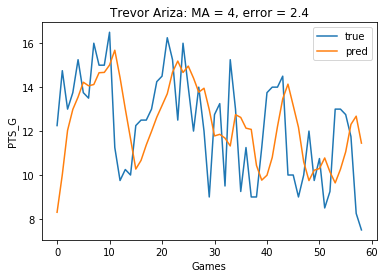 Trevor Ariza: MA = 4, error = 2.4
true
pred
PTS_G
16
14
12
10
8
0
10
20
30
40
50
60
Games